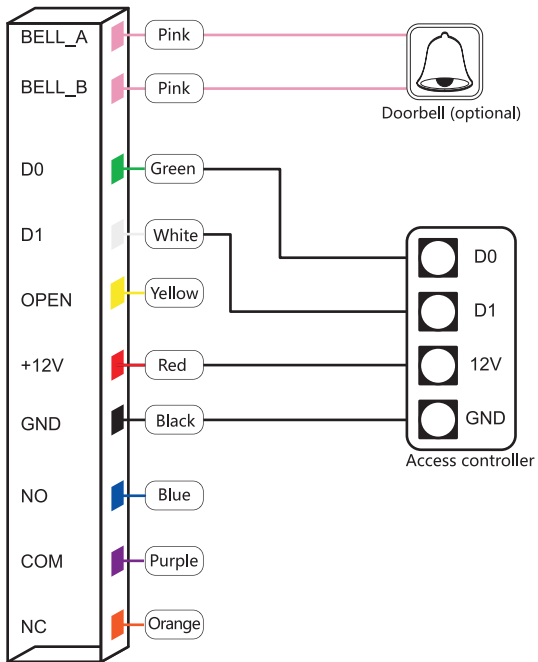 BELL_A Pink
BELL_B Pink
Doorbell (optional)
D0 Green
D1 White
OPEN Yellow
+12V Red
GND Black
NO Blue
COM Purple
NC Orange
D0
D1
12V
GND
Access controller